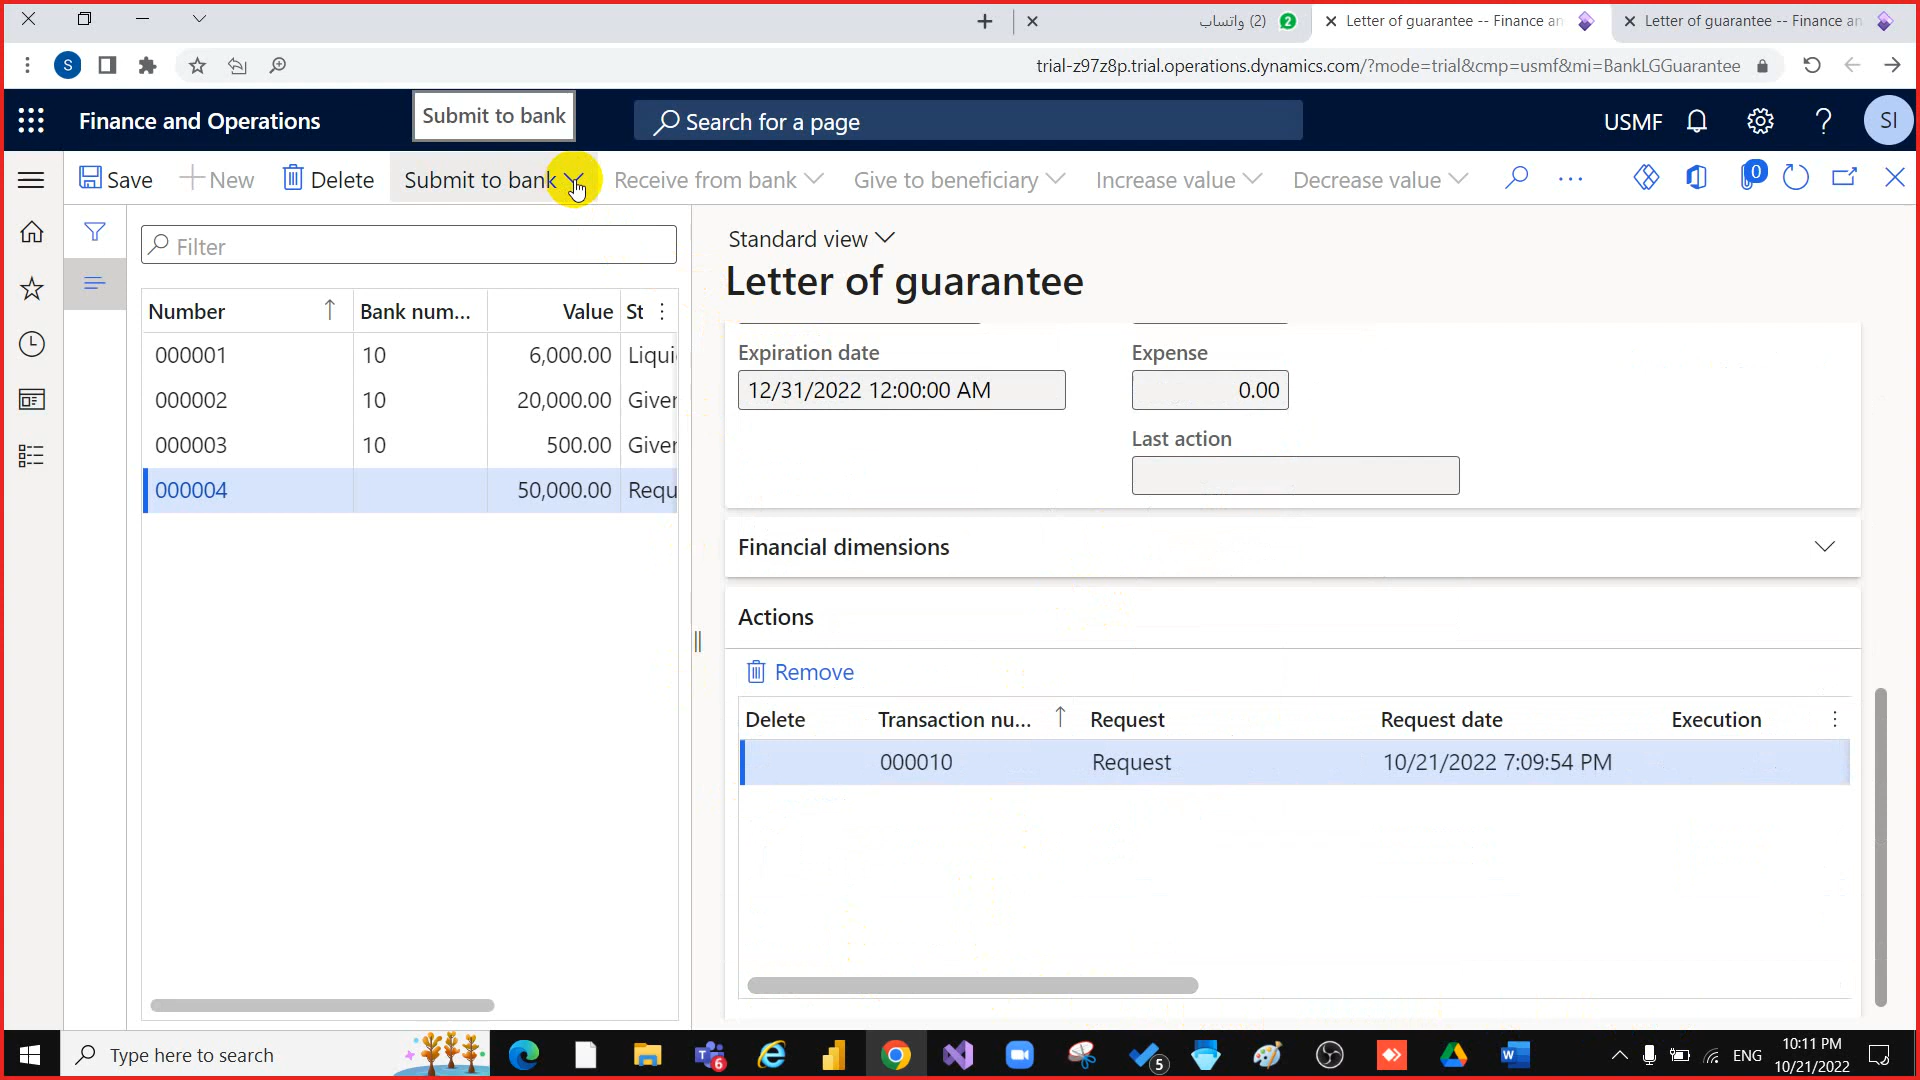 (2) واتساب
2
Letter of guarantee -- Finance an
Letter of guarantee -- Finance an
S
trial-z97z8p.trial.operations.dynamics.com/?mode=trial&cmp=usmf&mi=BankLGGuarantee
Finance and Operations
Submit to bank
Search for a page
USMF
SI
Save
New
Delete
Submit to bank
Receive from bank
Give to beneficiary
Increase value
Decrease value
0
Filter
Number Bank num... Value St
000001 10 6,000.00 Liqui
000002 10 20,000.00 Given
000003 10 500.00 Given
000004 50,000.00 Requ
Standard view
Letter of guarantee
Expiration date
12/31/2022 12:00:00 AM
Expense
0.00
Last action
Financial dimensions
Actions
Remove
Delete Transaction nu... Request Request date Execution
000010 Request 10/21/2022 7:09:54 PM
Type here to search
6
5
ENG
10:11 PM
10/21/2022